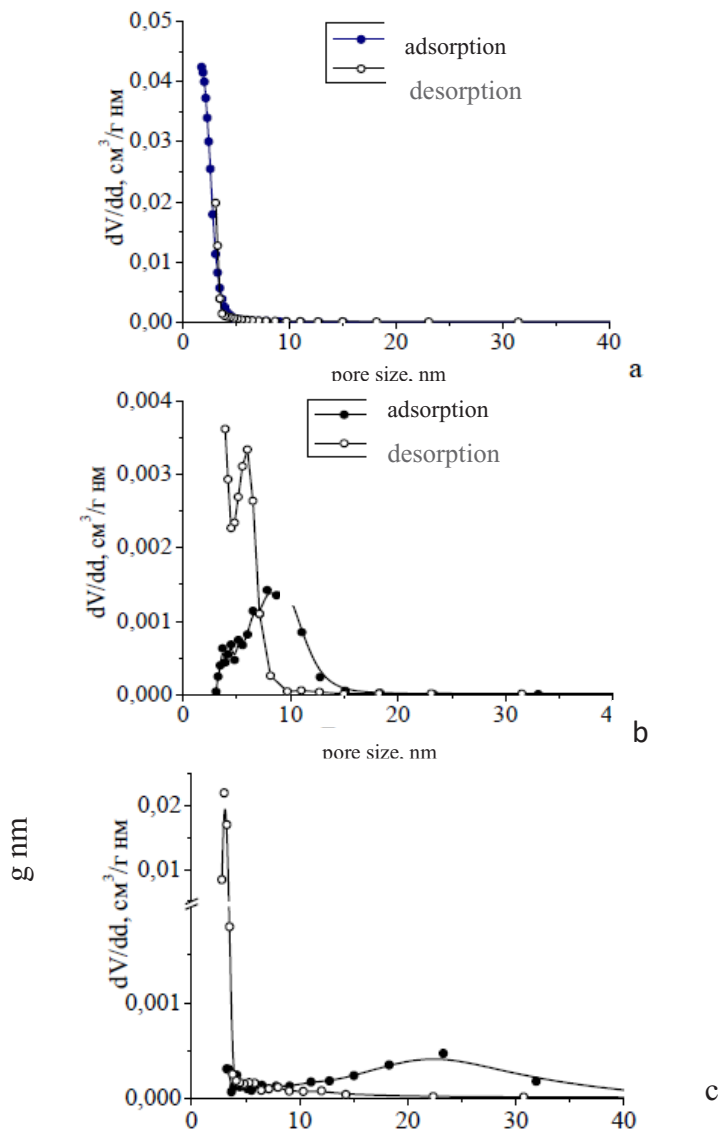 adsorption
desorption
dV/dd, см³/г нм
0,05
0,04
0,03
0,02
0,01
0,00
0 10 20 30 40
pore size, nm
a
adsorption
desorption
dV/dd, см³/г нм
0,004
0,003
0,002
0,001
0,000
0 10 20 30 40
pore size, nm
b
g nm
dV/dd, см³/г нм
0,02
0,01
0,001
0,000
0 10 20 30 40
c